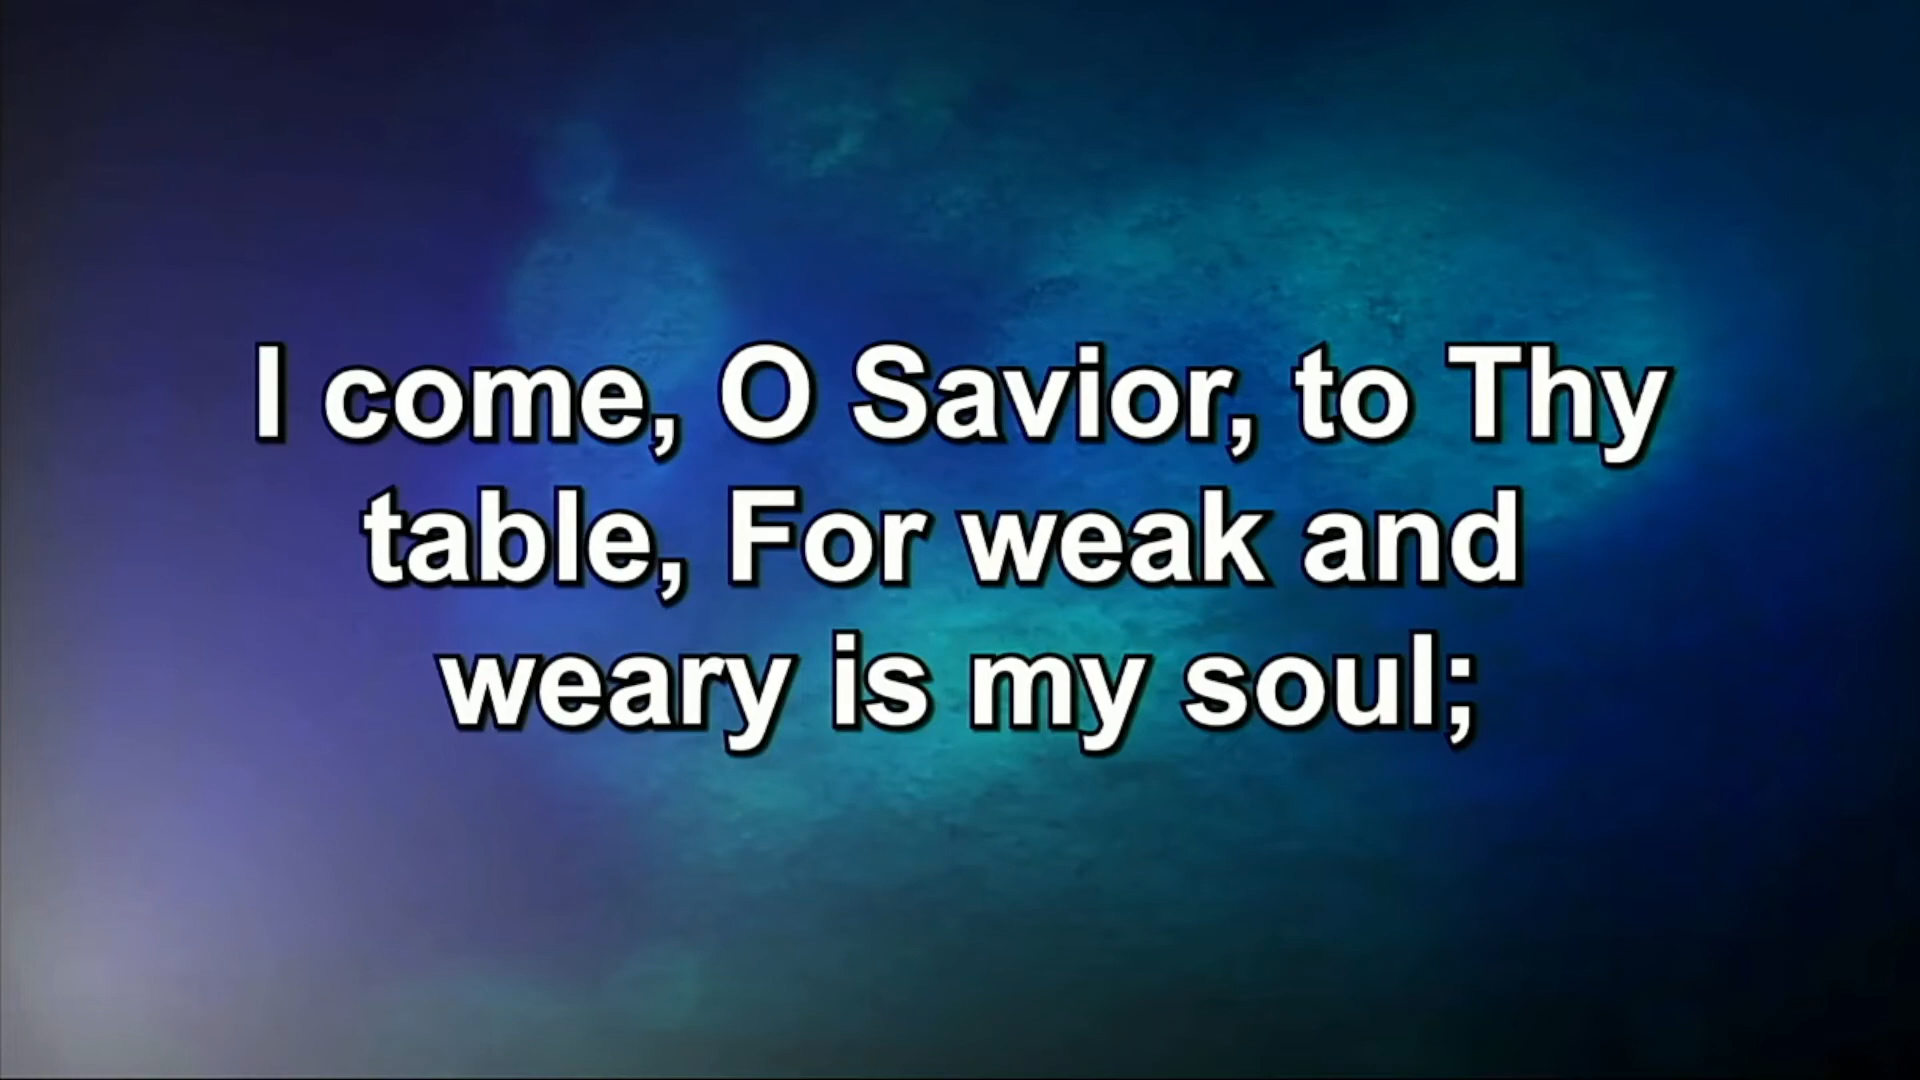 I come, O Savior, to Thy
table, For weak and
weary is my soul;